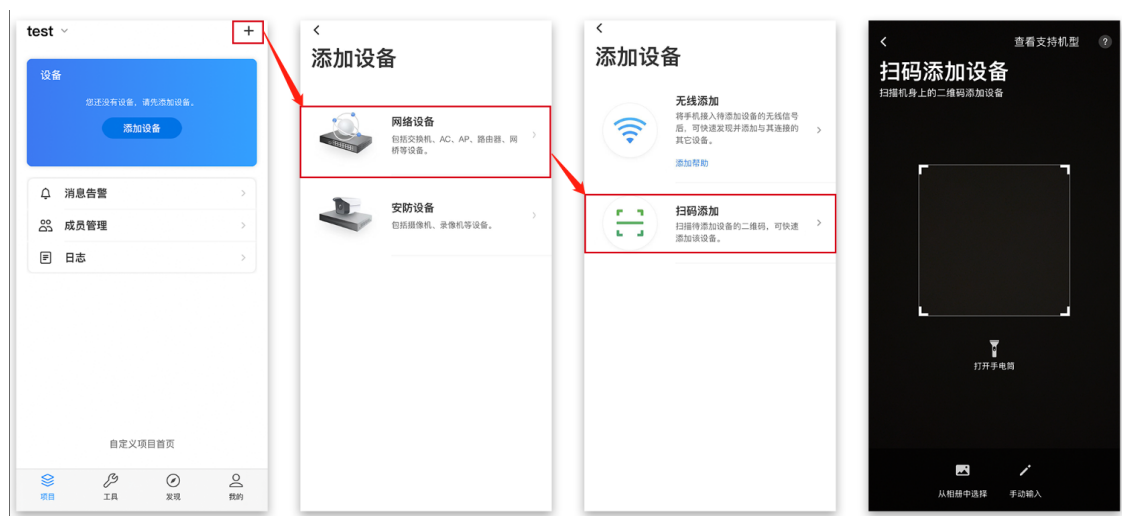 test
设备
您还没有设备，请先添加设备。
添加设备
消息告警
成员管理
日志
自定义项目首页
项目
工具
发现
我的
添加设备
网络设备
包括交换机、AC、AP、路由器、网
桥等设备。
安防设备
包括摄像机、录像机等设备。
添加设备
无线添加
将手机接入待添加设备的无线信号
后，可快速发现并添加与其连接的
其它设备。
添加帮助
扫码添加
扫描待添加设备的二维码，可快速
添加该设备。
查看支持机型
?
扫码添加设备
扫描机身上的二维码添加设备
打开手电筒
从相册中选择
手动输入